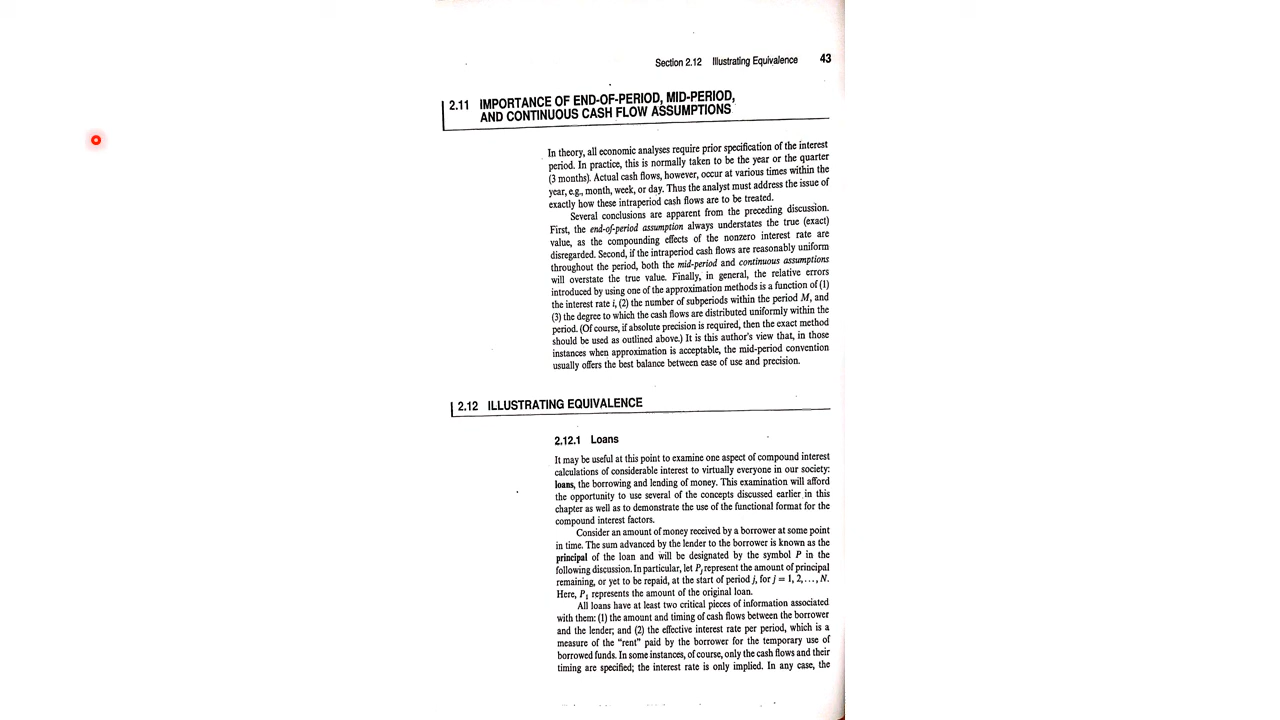 Section 2.12 Illustrating Equivalence 43
2.11 IMPORTANCE OF END-OF-PERIOD, MID-PERIOD,
AND CONTINUOUS CASH FLOW ASSUMPTIONS
In theory, all economic analyses require prior specification of the interest
period. In practice, this is normally taken to be the year or the quarter
(3 months). Actual cash flows, however, occur at various times within the
year, e.g., month, week, or day. Thus the analyst must address the issue of
exactly how these intraperiod cash flows are to be treated.
Several conclusions are apparent from the preceding discussion.
First, the end-of-period assumption always understates the true (exact)
value, as the compounding effects of the nonzero interest rate are
disregarded. Second, if the intraperiod cash flows are reasonably uniform
throughout the period, both the mid-period and continuous assumptions
will overstate the true value. Finally, in general, the relative errors
introduced by using one of the approximation methods is a function of (1)
the interest rate i, (2) the number of subperiods within the period M, and
(3) the degree to which the cash flows are distributed uniformly within the
period. (Of course, if absolute precision is required, then the exact method
should be used as outlined above.) It is this author's view that, in those
instances when approximation is acceptable, the mid-period convention
usually offers the best balance between ease of use and precision.
2.12 ILLUSTRATING EQUIVALENCE
2.12.1 Loans
It may be useful at this point to examine one aspect of compound interest
calculations of considerable interest to virtually everyone in our society:
loans, the borrowing and lending of money. This examination will afford
the opportunity to use several of the concepts discussed earlier in this
chapter as well as to demonstrate the use of the functional format for the
compound interest factors.
Consider an amount of money received by a borrower at some point
in time. The sum advanced by the lender to the borrower is known as the
principal of the loan and will be designated by the symbol P in the
following discussion. In particular, let Pj represent the amount of principal
remaining, or yet to be repaid, at the start of period j, for j = 1, 2, ..., N.
Here, P₁ represents the amount of the original loan.
All loans have at least two critical pieces of information associated
with them: (1) the amount and timing of cash flows between the borrower
and the lender; and (2) the effective interest rate per period, which is a
measure of the "rent" paid by the borrower for the temporary use of
borrowed funds. In some instances, of course, only the cash flows and their
timing are specified; the interest rate is only implied. In any case, the